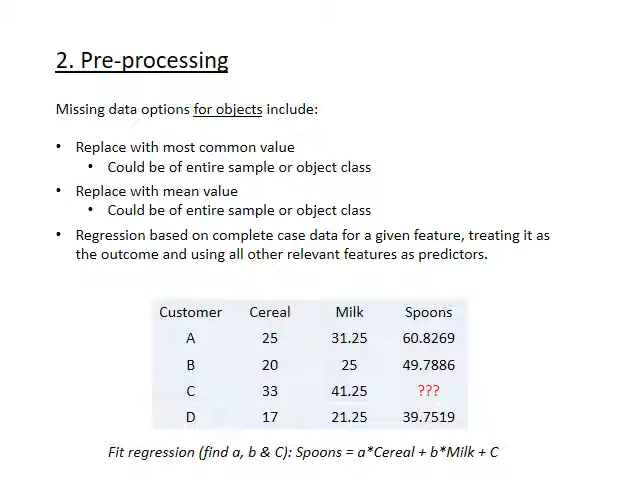 2. Pre-processing
Missing data options for objects include:
• Replace with most common value
• Could be of entire sample or object class
• Replace with mean value
• Could be of entire sample or object class
• Regression based on complete case data for a given feature, treating it as
the outcome and using all other relevant features as predictors.
Customer Cereal Milk Spoons
A 25 31.25 60.8269
B 20 25 49.7886
C 33 41.25 ???
D 17 21.25 39.7519
Fit regression (find a, b & C): Spoons = a*Cereal + b*Milk + C